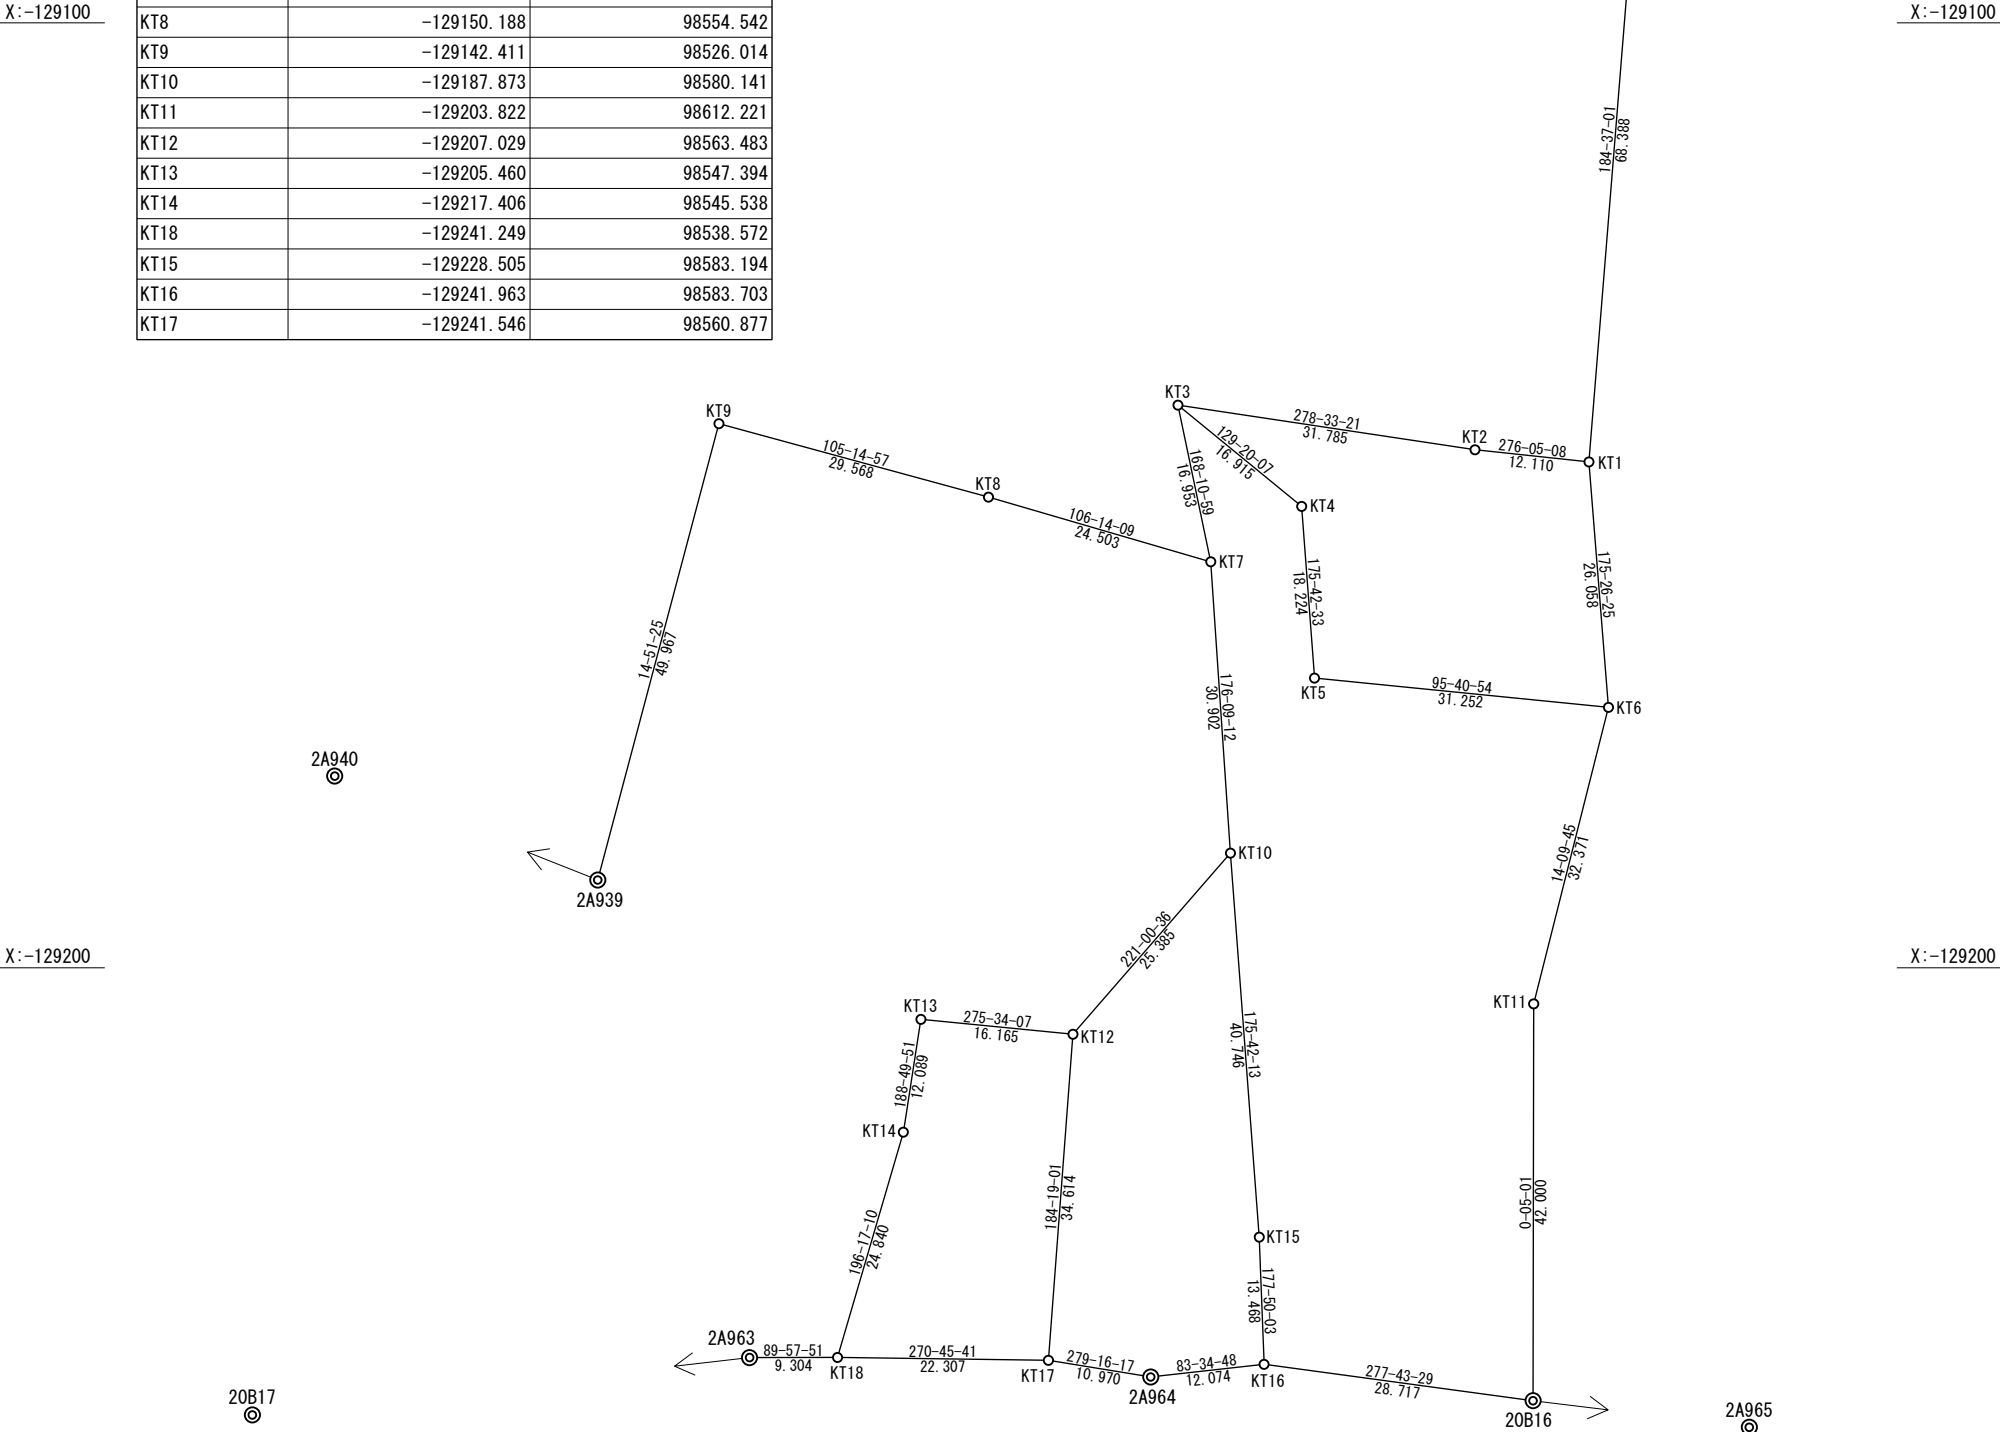 X:-129100
X:-129100
KT8 -129150.188 98554.542
KT9 -129142.411 98526.014
KT10 -129187.873 98580.141
KT11 -129203.822 98612.221
KT12 -129207.029 98563.483
KT13 -129205.460 98547.394
KT14 -129217.406 98545.538
KT18 -129241.249 98538.572
KT15 -129228.505 98583.194
KT16 -129241.963 98583.703
KT17 -129241.546 98560.877
184-37-01
68.388
KT3
KT9
278-33-21
31.785
KT2
276-05-08
12.110
KT1
129-20-07
16.915
105-14-57
29.568
168-10-59
16.953
KT8
KT4
106-14-09
24.503
KT7
175-26-25
26.058
175-42-33
18.224
14-51-25
49.967
176-09-12
30.902
KT5
95-40-54
31.252
KT6
2A940
14-09-45
32.371
KT10
2A939
221-00-36
25.385
X:-129200
X:-129200
KT13
KT11
275-34-07
16.165
KT12
175-42-13
40.746
188-49-51
12.089
KT14
184-19-01
34.614
0-05-01
42.000
196-17-10
24.840
KT15
177-50-03
13.468
2A963
89-57-51
9.304
KT18
270-45-41
22.307
KT17
279-16-17
10.970
2A964
83-34-48
12.074
KT16
277-43-29
28.717
20B17
20B16
2A965